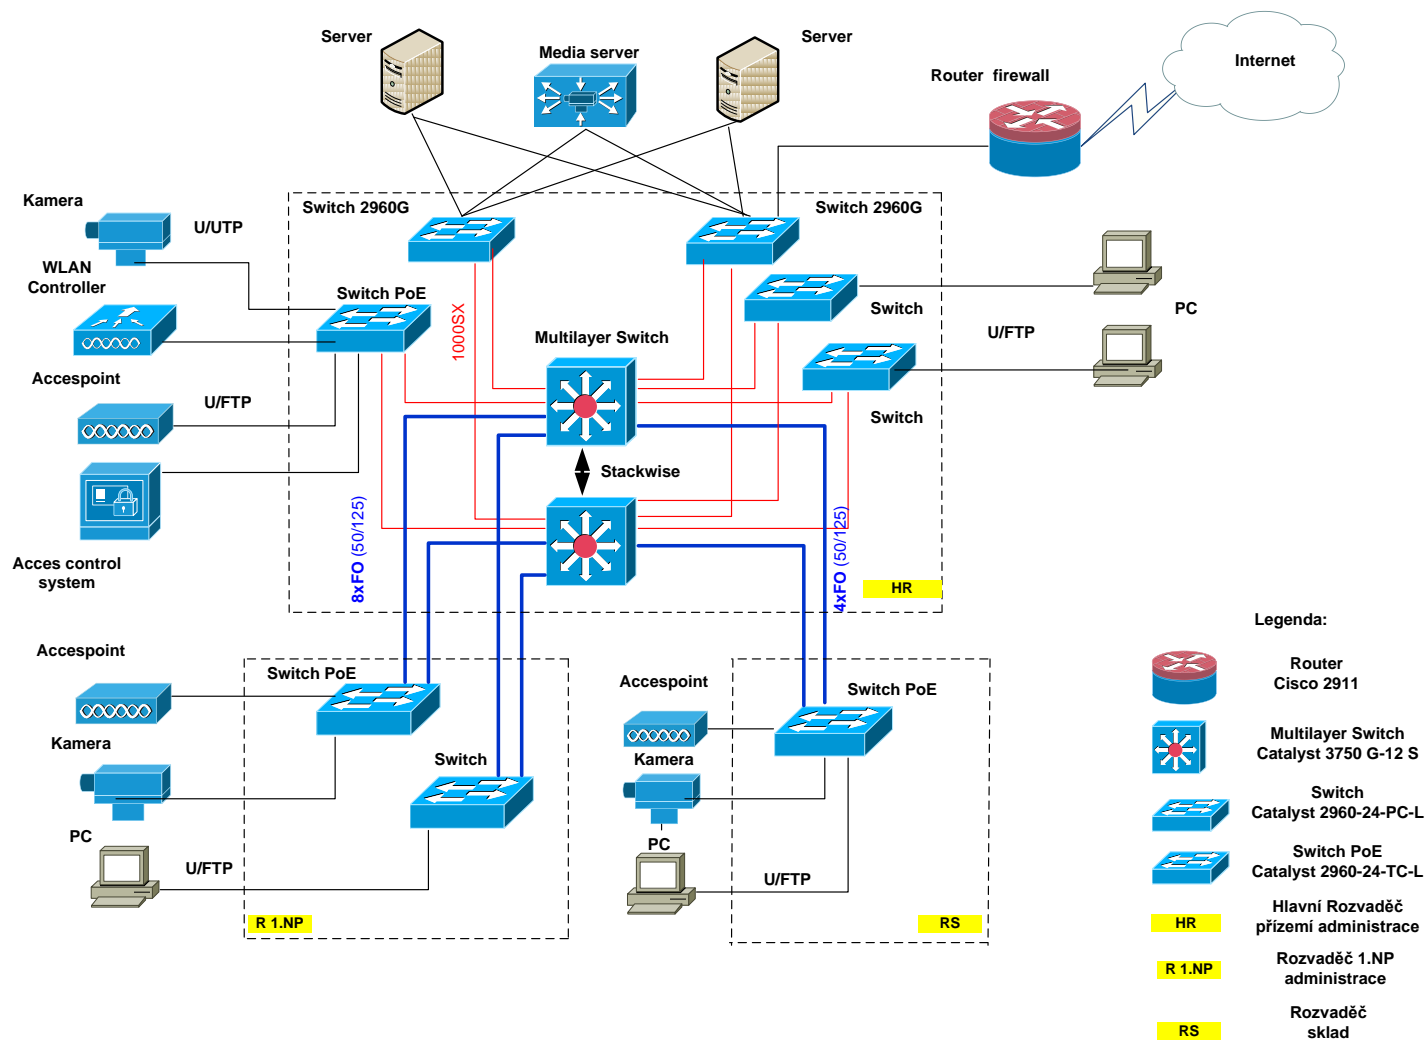 Server
Media server
Server
Router  firewall
Internet
Kamera
U/UTP
WLAN
Controller
Accespoint
U/FTP
Acces control
system
Switch 2960G
Switch 2960G
Switch PoE
1000SX
Multilayer Switch
Switch
Switch
PC
U/FTP
Stackwise
8xFO (50/125)
4xFO (50/125)
HR
Accespoint
Kamera
PC
U/FTP
Switch PoE
Switch
R 1.NP
Accespoint
Kamera
PC
U/FTP
Switch PoE
RS
Legenda:
Router
Cisco 2911
Multilayer Switch
Catalyst 3750 G-12 S
Switch
Catalyst 2960-24-PC-L
Switch PoE
Catalyst 2960-24-TC-L
HR
Hlavní Rozvaděč
přízemí administrace
R 1.NP
Rozvaděč 1.NP
administrace
RS
Rozvaděč
sklad